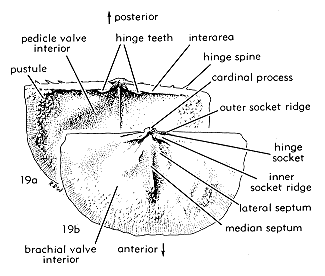 posterior
pedicle valve
interior
hinge teeth
interarea
pustule
hinge spine
cardinal process
outer socket ridge
hinge
socket
inner
socket ridge
lateral septum
median septum
19a
19b
brachial valve
interior
anterior